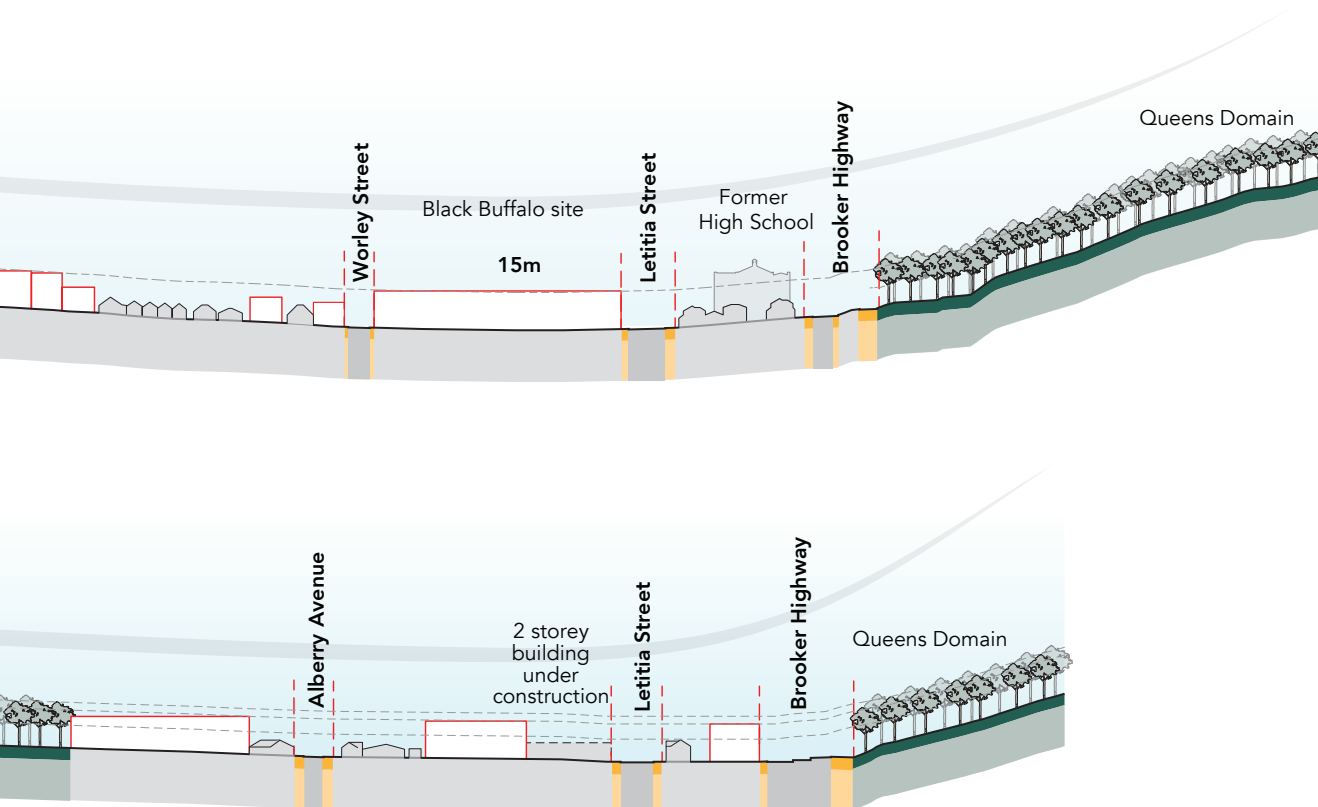 Queens Domain
Worley Street
Black Buffalo site
15m
Letitia Street
Former
High School
Brooker Highway
Alberry Avenue
2 storey
building
under
construction
Letitia Street
Brooker Highway
Queens Domain